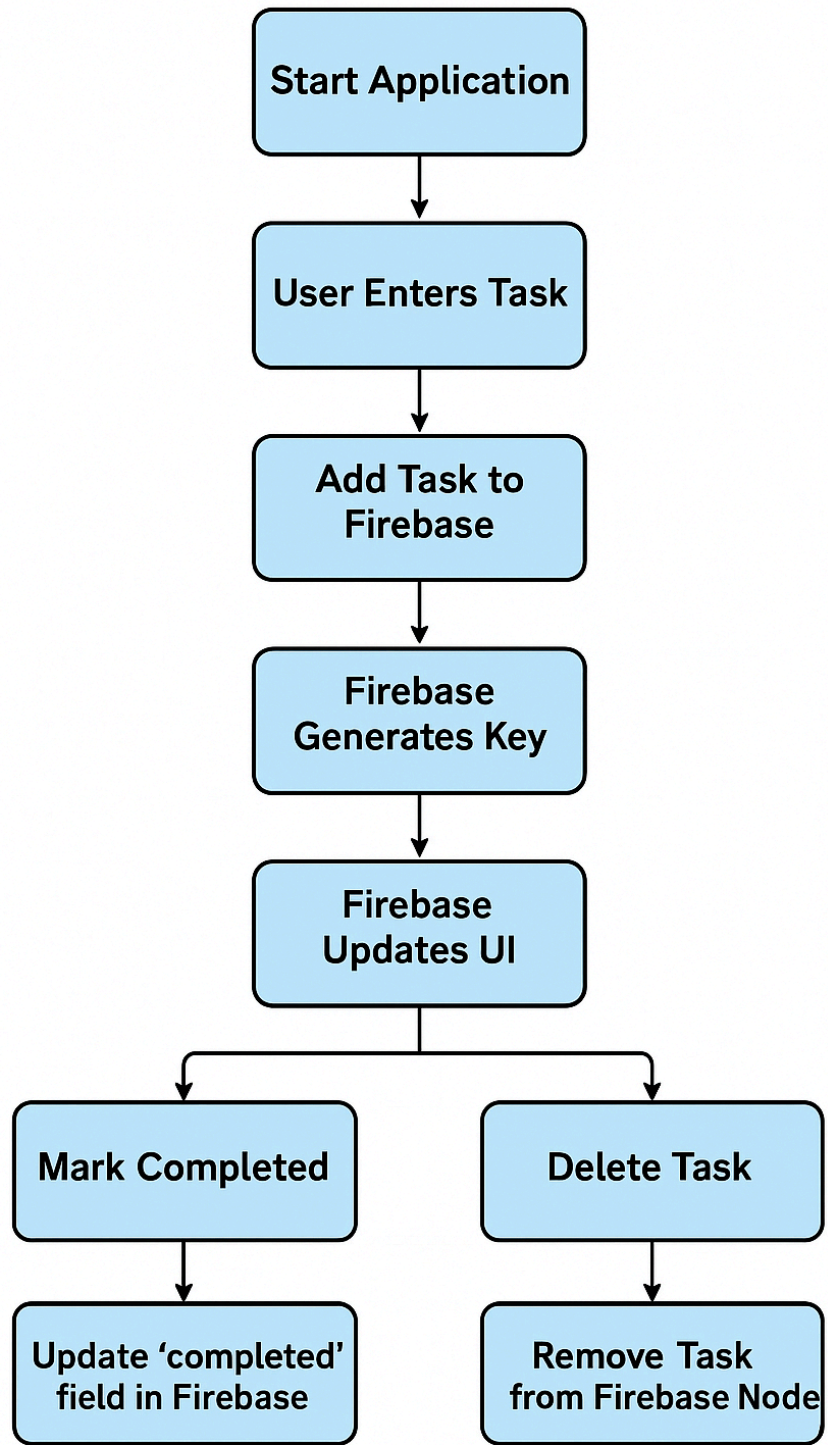 Start Application
User Enters Task
Add Task to
Firebase
Firebase
Generates Key
Firebase
Updates UI
Mark Completed
Delete Task
Update ‘completed’
field in Firebase
Remove Task
from Firebase Node